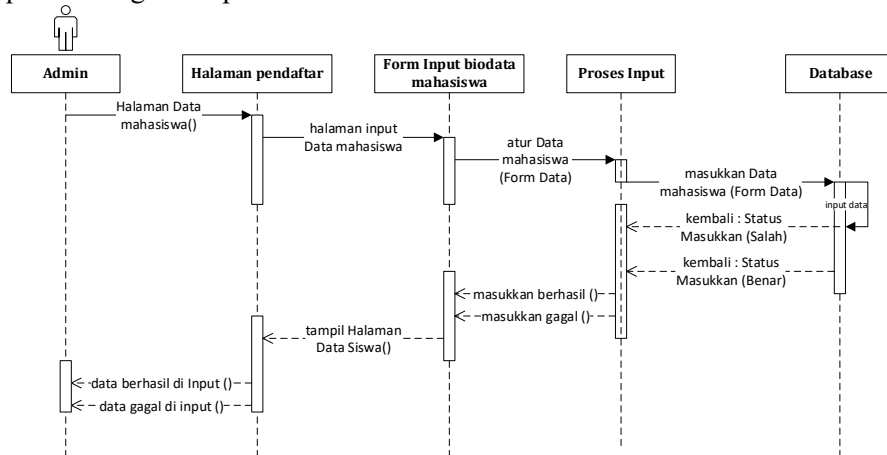 Admin
Halaman pendaftar
Form Input biodata
mahasiswa
Proses Input
Database
Halaman Data
mahasiswa()
halaman input
Data mahasiswa
atur Data
mahasiswa
(Form Data)
masukkan Data
mahasiswa (Form Data)
input data
kembali : Status
Masukkan (Salah)
kembali : Status
Masukkan (Benar)
masukkan berhasil ()
masukkan gagal ()
tampil Halaman
Data Siswa()
data berhasil di Input ()
data gagal di input ()